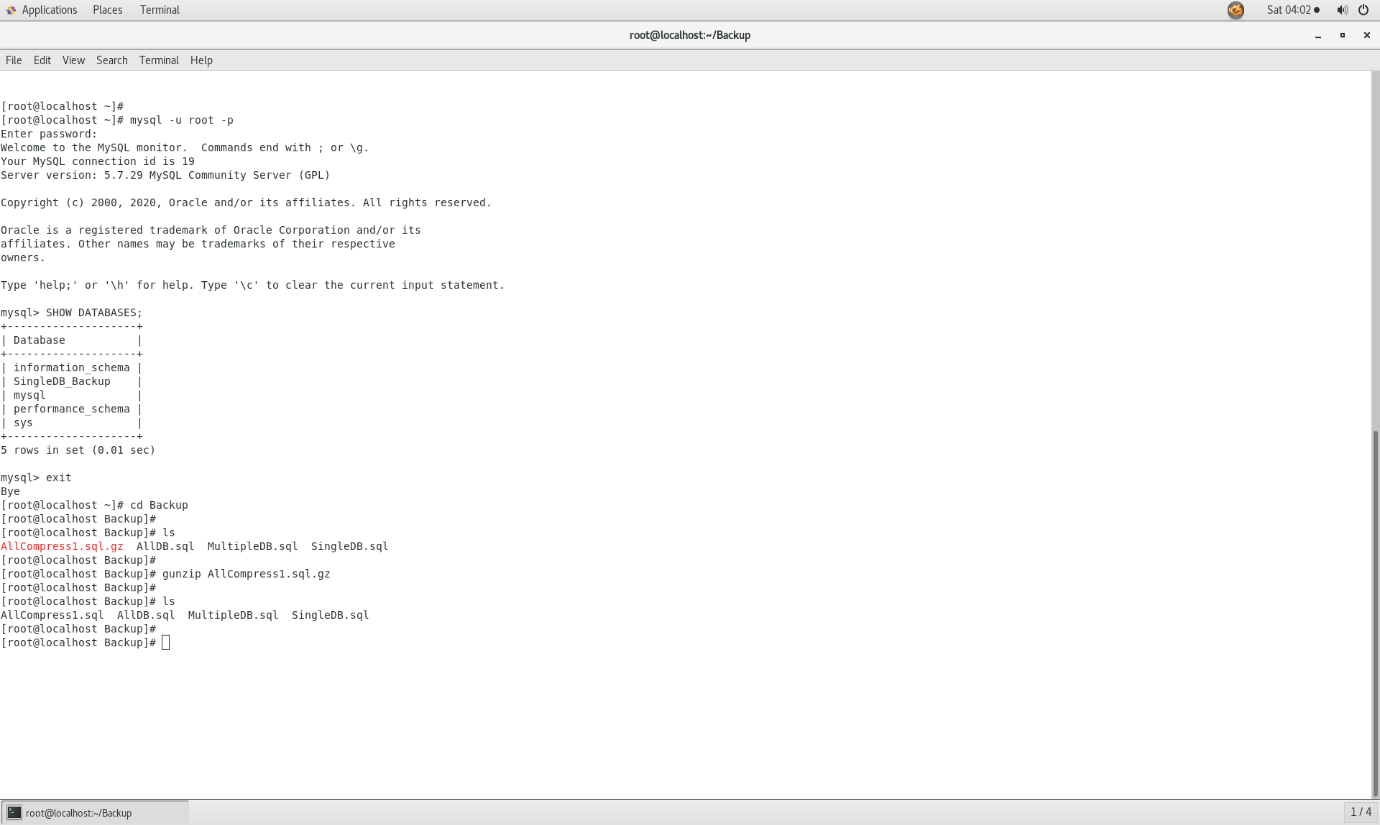 Applications Places Terminal Sat 04:02
root@localhost:~/Backup
File Edit View Search Terminal Help
[root@localhost ~]#
[root@localhost ~]# mysql -u root -p
Enter password:
Welcome to the MySQL monitor.  Commands end with ; or \g.
Your MySQL connection id is 19
Server version: 5.7.29 MySQL Community Server (GPL)
Copyright (c) 2000, 2020, Oracle and/or its affiliates. All rights reserved.
Oracle is a registered trademark of Oracle Corporation and/or its
affiliates. Other names may be trademarks of their respective
owners.
Type 'help;' or '\h' for help. Type '\c' to clear the current input statement.
mysql> SHOW DATABASES;
+--------------------+
| Database           |
+--------------------+
| information_schema |
| SingleDB_Backup    |
| mysql              |
| performance_schema |
| sys                |
+--------------------+
5 rows in set (0.01 sec)
mysql> exit
Bye
[root@localhost ~]# cd Backup
[root@localhost Backup]#
[root@localhost Backup]# ls
AllCompress1.sql.gz  AllDB.sql  MultipleDB.sql  SingleDB.sql
[root@localhost Backup]#
[root@localhost Backup]# gunzip AllCompress1.sql.gz
[root@localhost Backup]#
[root@localhost Backup]# ls
AllCompress1.sql  AllDB.sql  MultipleDB.sql  SingleDB.sql
[root@localhost Backup]#
[root@localhost Backup]#
root@localhost:~/Backup 1 / 4